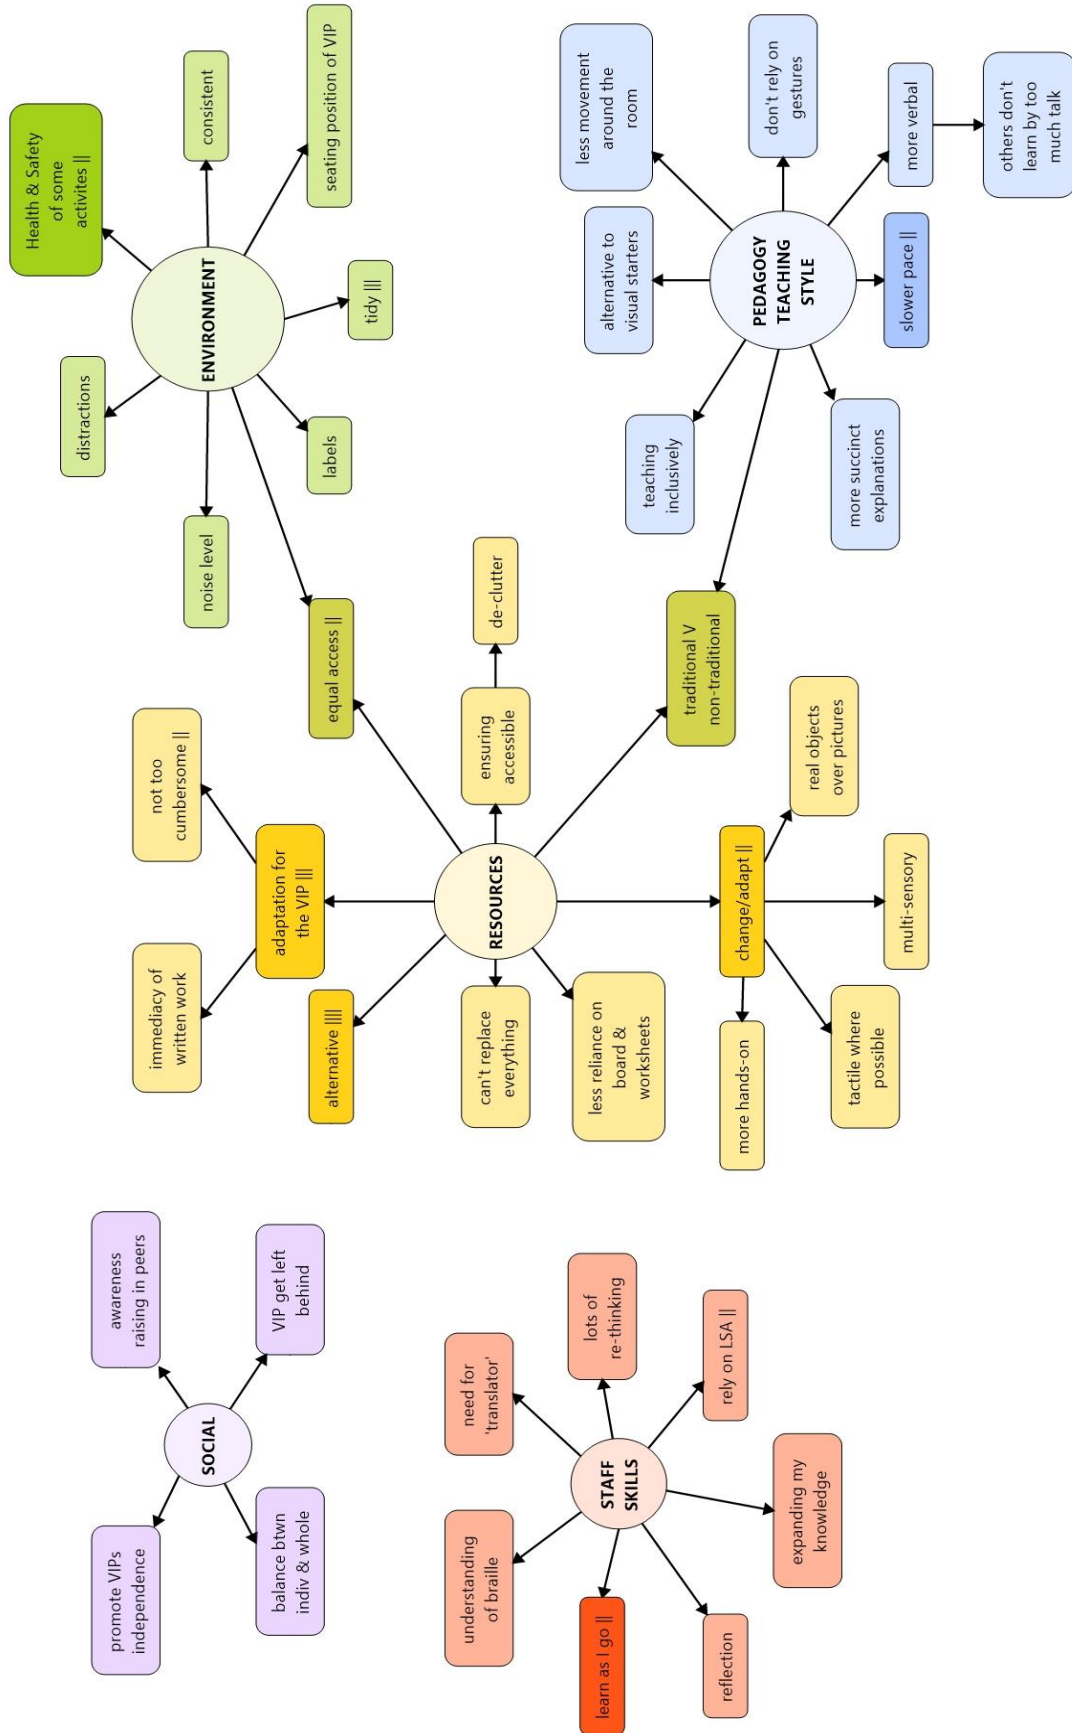 SOCIAL
promote VIPs
independence
awareness
raising in peers
balance btwn
indiv & whole
VIP get left
behind
STAFF
SKILLS
understanding
of braille
need for
'translator'
lots of
re-thinking
learn as I go ||
rely on LSA ||
reflection
expanding my
knowledge
RESOURCES
immediacy of
written work
not too
cumbersome ||
adaptation for
the VIP |||
alternative ||||
equal access ||
can't replace
everything
ensuring
accessible
de-clutter
less reliance on
board &
worksheets
traditional V
non-traditional
change/adapt ||
more hands-on
real objects
over pictures
tactile where
possible
multi-sensory
ENVIRONMENT
Health & Safety
of some
activites ||
distractions
consistent
noise level
seating position of VIP
labels
tidy |||
PEDAGOGY
TEACHING
STYLE
less movement
around the
room
alternative to
visual starters
teaching
inclusively
don't rely on
gestures
more succinct
explanations
slower pace ||
more verbal
others don't
learn by too
much talk